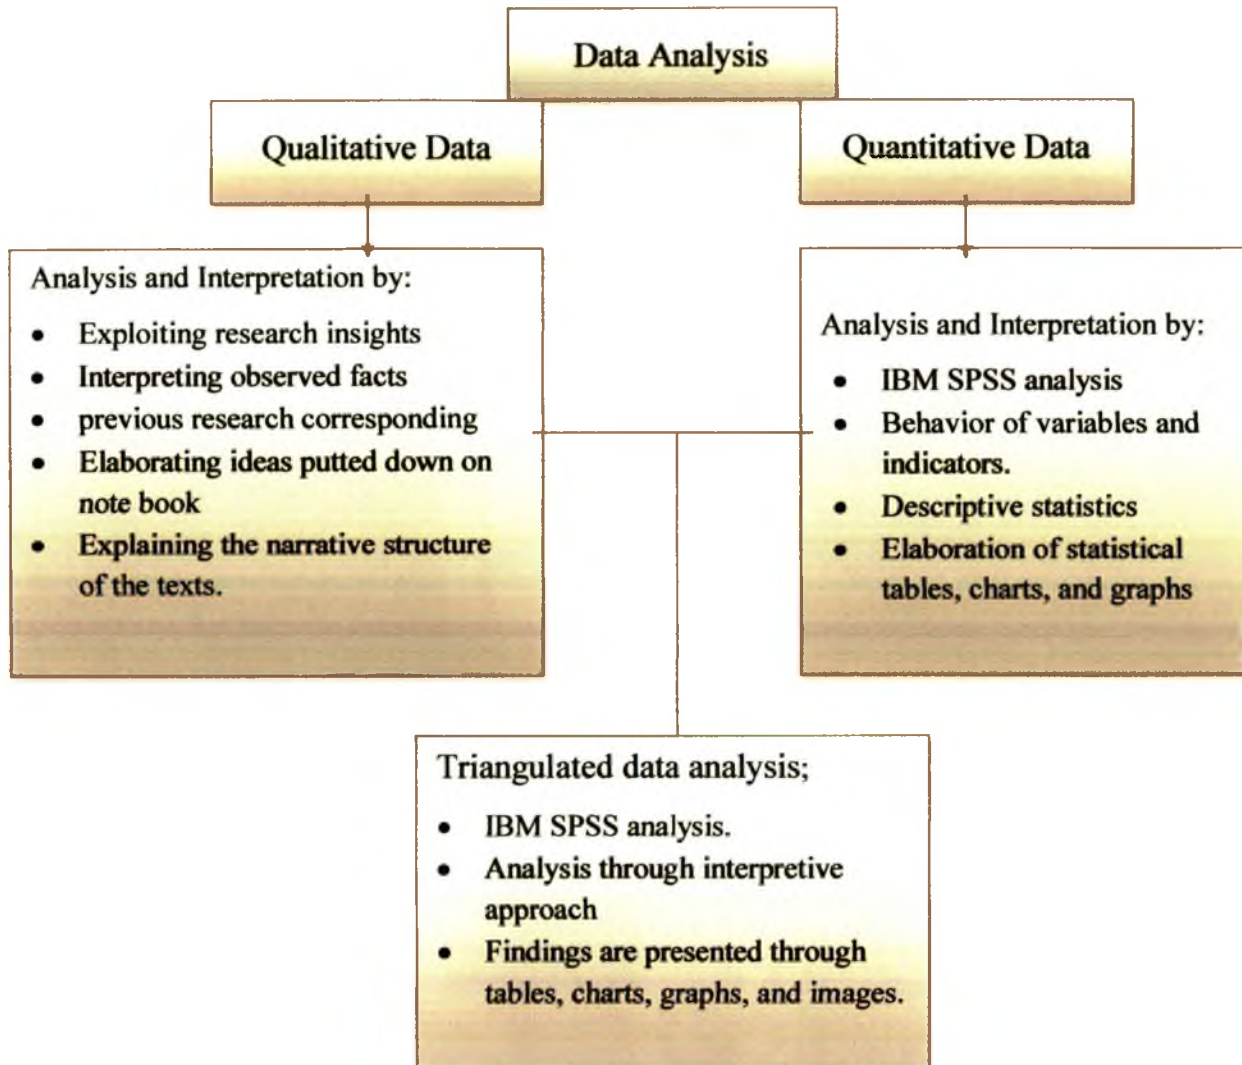 Data Analysis
Qualitative Data
Quantitative Data
Analysis and Interpretation by:
• Exploiting research insights
• Interpreting observed facts
• previous research corresponding
• Elaborating ideas putted down on
note book
• Explaining the narrative structure
of the texts.
Analysis and Interpretation by:
• IBM SPSS analysis
• Behavior of variables and
indicators.
• Descriptive statistics
• Elaboration of statistical
tables, charts, and graphs
Triangulated data analysis;
• IBM SPSS analysis.
• Analysis through interpretive
approach
• Findings are presented through
tables, charts, graphs, and images.